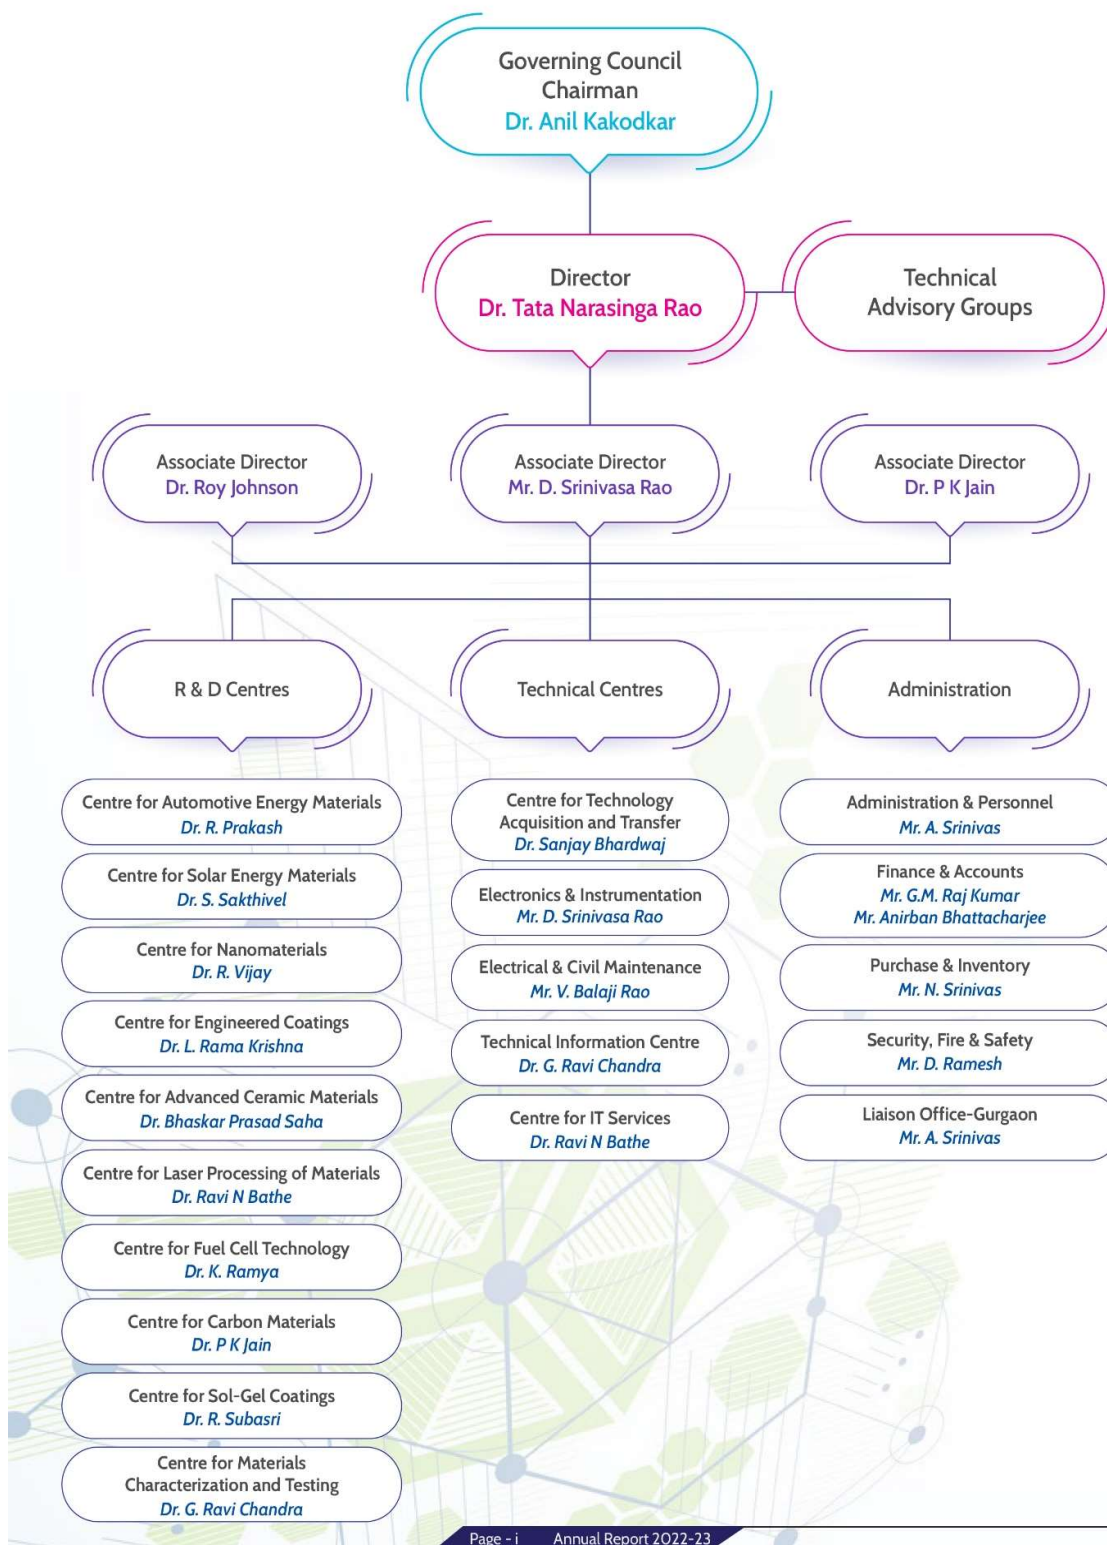 Governing Council
Chairman
Dr. Anil Kakodkar
Director
Dr. Tata Narasinga Rao
Technical
Advisory Groups
Associate Director
Dr. Roy Johnson
Associate Director
Mr. D. Srinivasa Rao
Associate Director
Dr. P K Jain
R & D Centres
Technical Centres
Administration
Centre for Automotive Energy Materials
Dr. R. Prakash
Centre for Solar Energy Materials
Dr. S. Sakthivel
Centre for Nanomaterials
Dr. R. Vijay
Centre for Engineered Coatings
Dr. L. Rama Krishna
Centre for Advanced Ceramic Materials
Dr. Bhaskar Prasad Saha
Centre for Laser Processing of Materials
Dr. Ravi N Bathe
Centre for Fuel Cell Technology
Dr. K. Ramya
Centre for Carbon Materials
Dr. P K Jain
Centre for Sol-Gel Coatings
Dr. R. Subasri
Centre for Materials
Characterization and Testing
Dr. G. Ravi Chandra
Centre for Technology
Acquisition and Transfer
Dr. Sanjay Bhardwaj
Electronics & Instrumentation
Mr. D. Srinivasa Rao
Electrical & Civil Maintenance
Mr. V. Balaji Rao
Technical Information Centre
Dr. G. Ravi Chandra
Centre for IT Services
Dr. Ravi N Bathe
Administration & Personnel
Mr. A. Srinivas
Finance & Accounts
Mr. G.M. Raj Kumar
Mr. Anirban Bhattacharjee
Purchase & Inventory
Mr. N. Srinivas
Security, Fire & Safety
Mr. D. Ramesh
Liaison Office-Gurgaon
Mr. A. Srinivas
Page - i Annual Report 2022-23